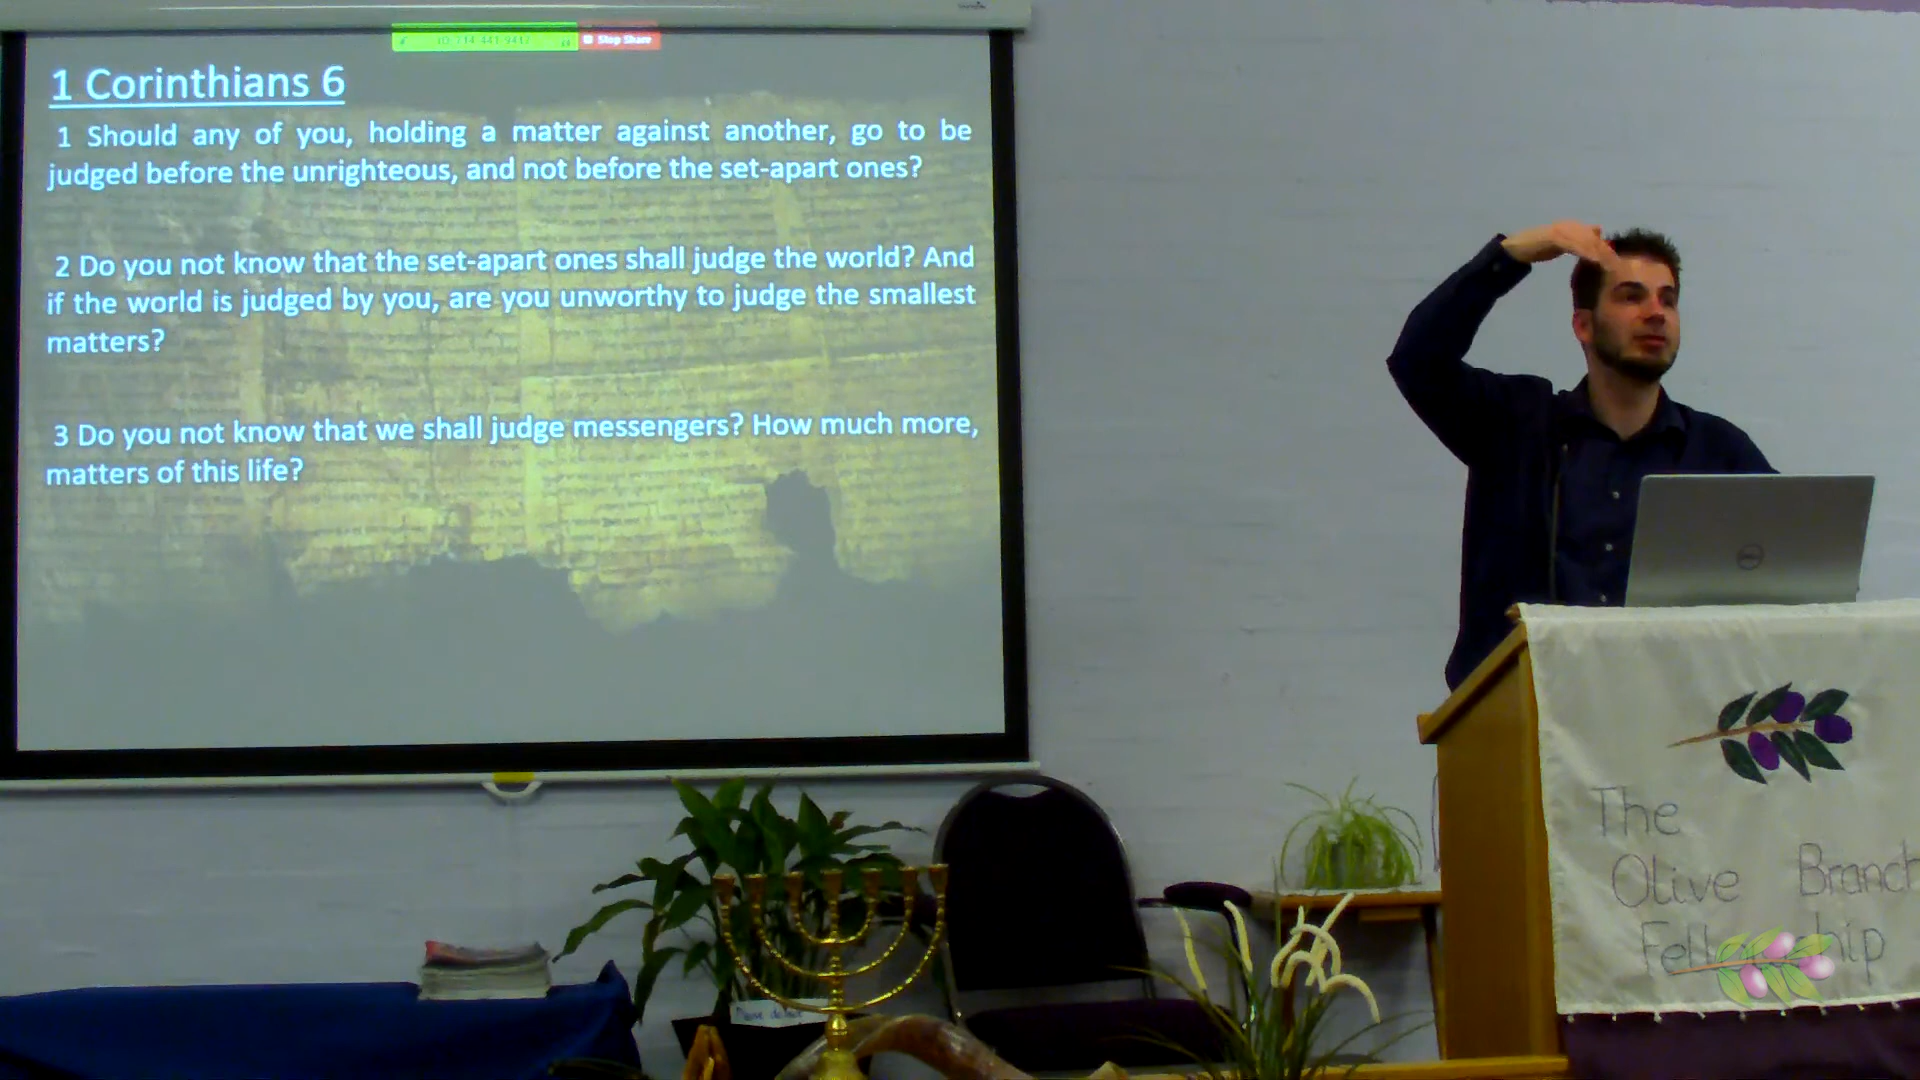 Stop Share
1 Corinthians 6
1 Should any of you, holding a matter against another, go to be
judged before the unrighteous, and not before the set-apart ones?
2 Do you not know that the set-apart ones shall judge the world? And
if the world is judged by you, are you unworthy to judge the smallest
matters?
3 Do you not know that we shall judge messengers? How much more,
matters of this life?
DELL
The
Olive Branch
Fellowship